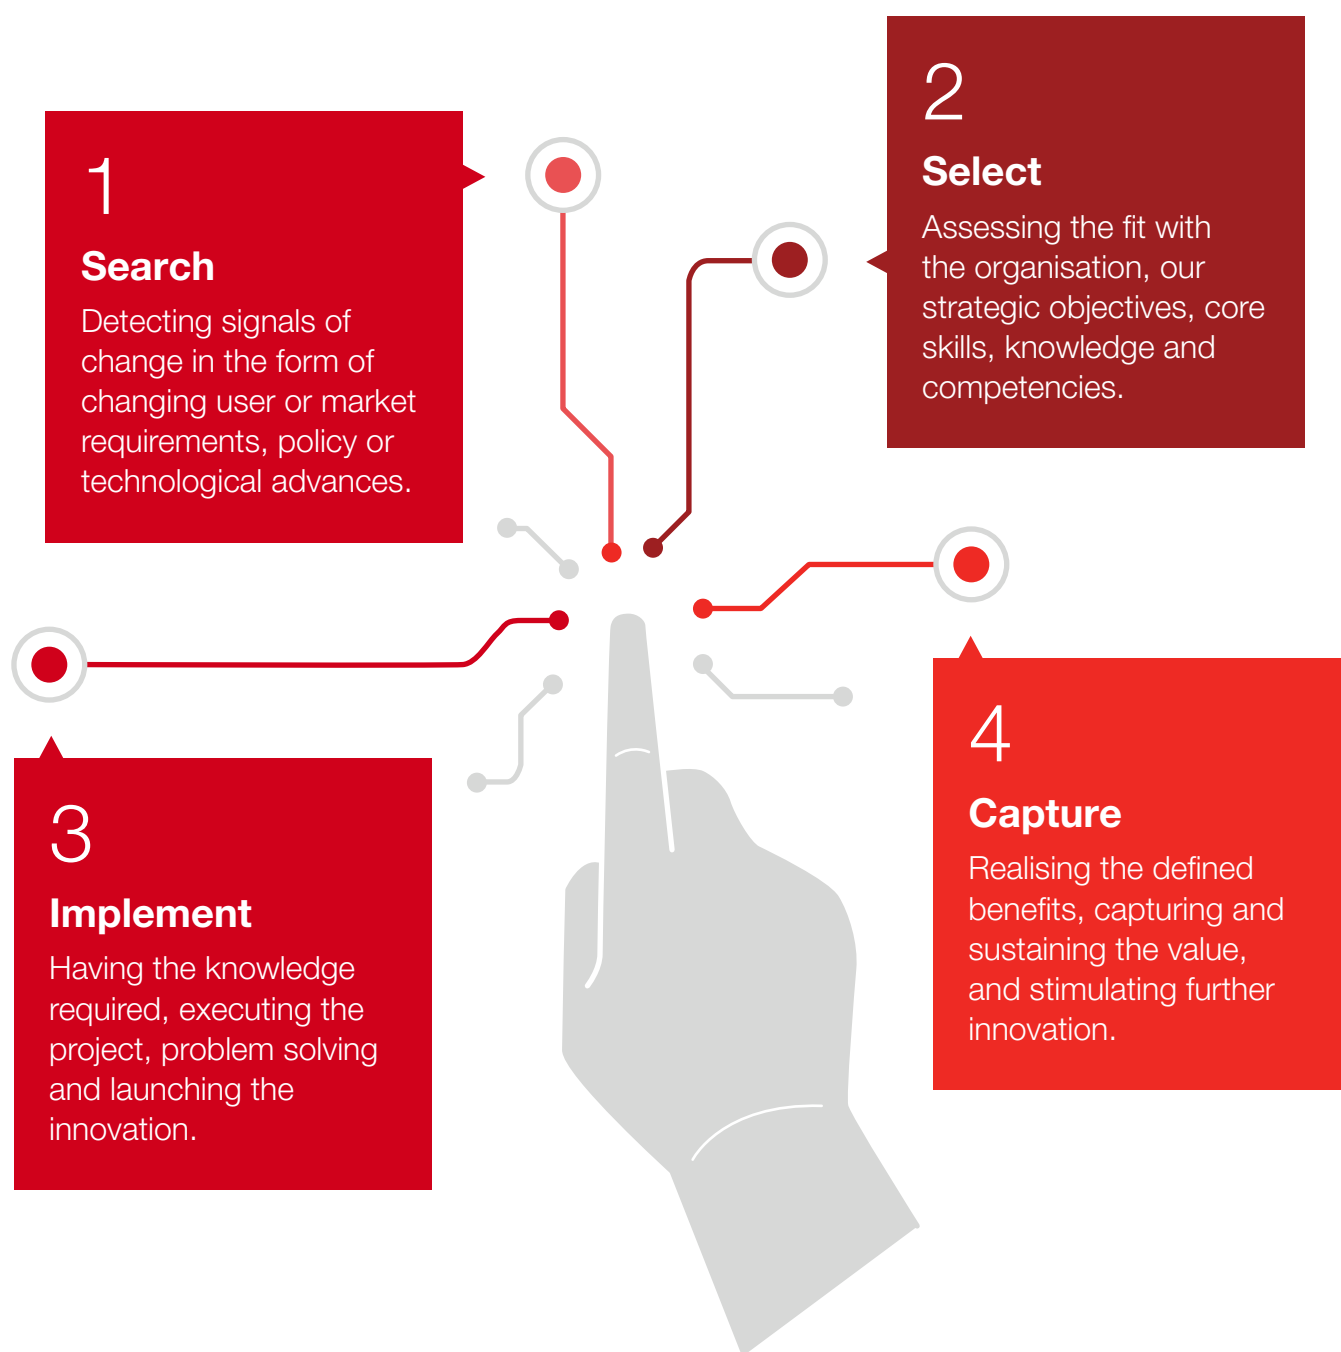 1
Search
Detecting signals of
change in the form of
changing user or market
requirements, policy or
technological advances.
2
Select
Assessing the fit with
the organisation, our
strategic objectives, core
skills, knowledge and
competencies.
3
Implement
Having the knowledge
required, executing the
project, problem solving
and launching the
innovation.
4
Capture
Realising the defined
benefits, capturing and
sustaining the value,
and stimulating further
innovation.